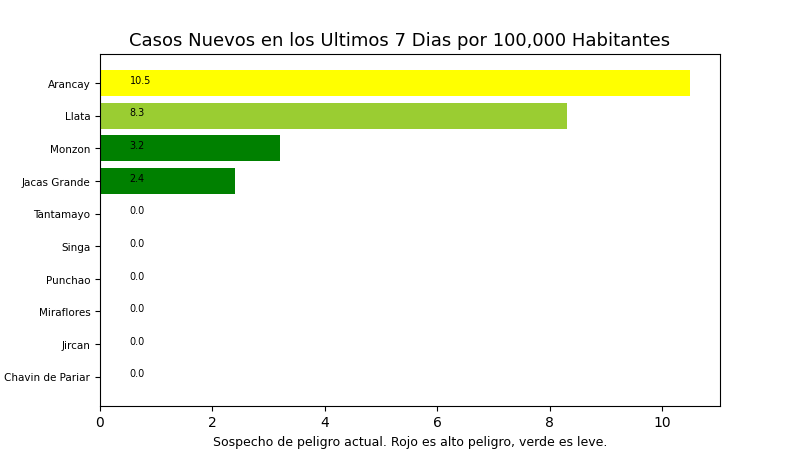 Casos Nuevos en los Ultimos 7 Dias por 100,000 Habitantes
Arancay 10.5
Llata 8.3
Monzon 3.2
Jacas Grande 2.4
Tantamayo 0.0
Singa 0.0
Punchao 0.0
Miraflores 0.0
Jircan 0.0
Chavin de Pariar 0.0
0 2 4 6 8 10
Sospecho de peligro actual. Rojo es alto peligro, verde es leve.